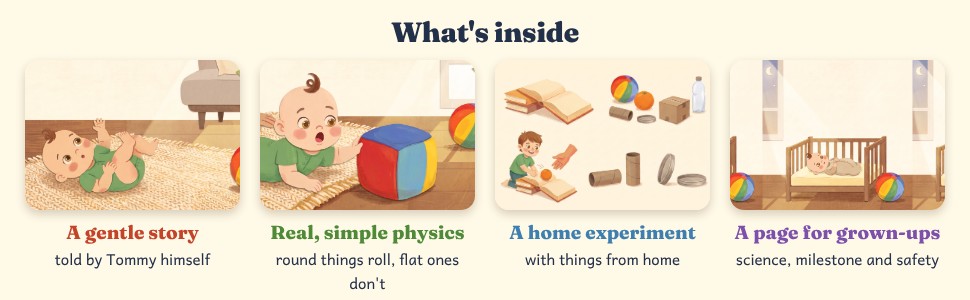 What's inside
A gentle story
told by Tommy himself
Real, simple physics
round things roll, flat ones
don't
A home experiment
with things from home
A page for grown-ups
science, milestone and safety